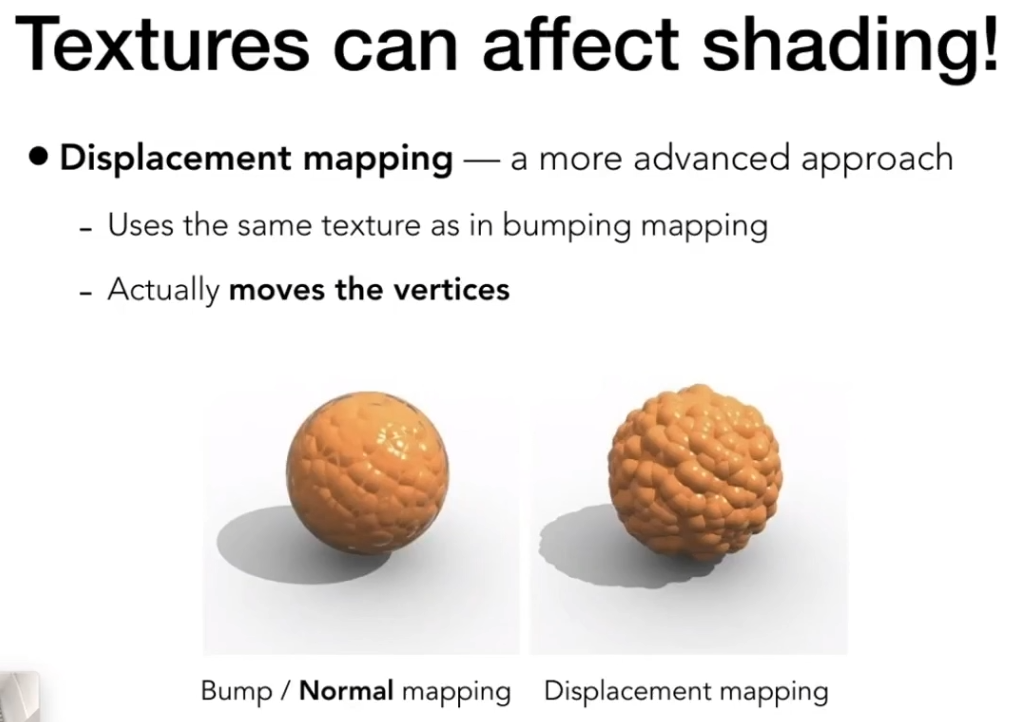 Textures can affect shading!
● Displacement mapping — a more advanced approach
- Uses the same texture as in bumping mapping
- Actually moves the vertices
Bump / Normal mapping Displacement mapping